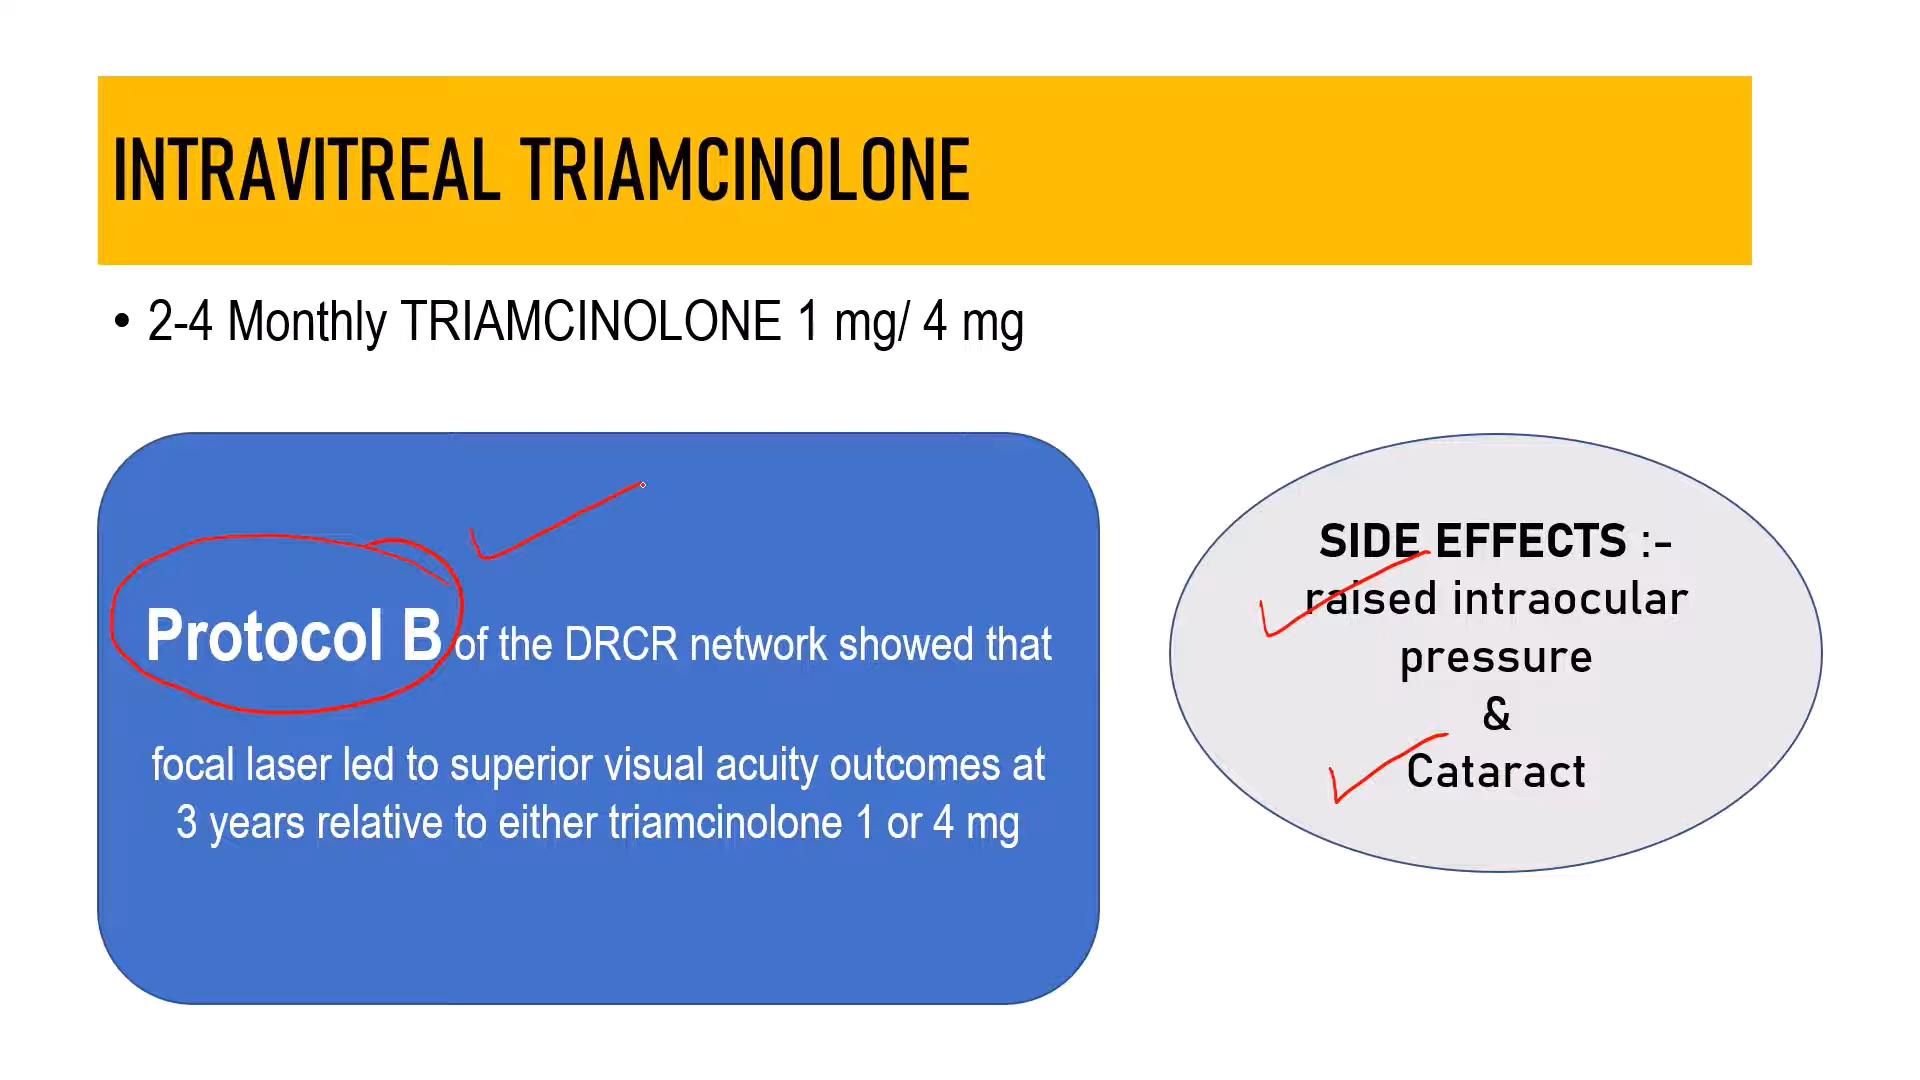 INTRAVITREAL TRIAMCINOLONE
• 2-4 Monthly TRIAMCINOLONE 1 mg/ 4 mg
Protocol B of the DRCR network showed that
focal laser led to superior visual acuity outcomes at
3 years relative to either triamcinolone 1 or 4 mg
SIDE EFFECTS :-
raised intraocular
pressure
&
Cataract